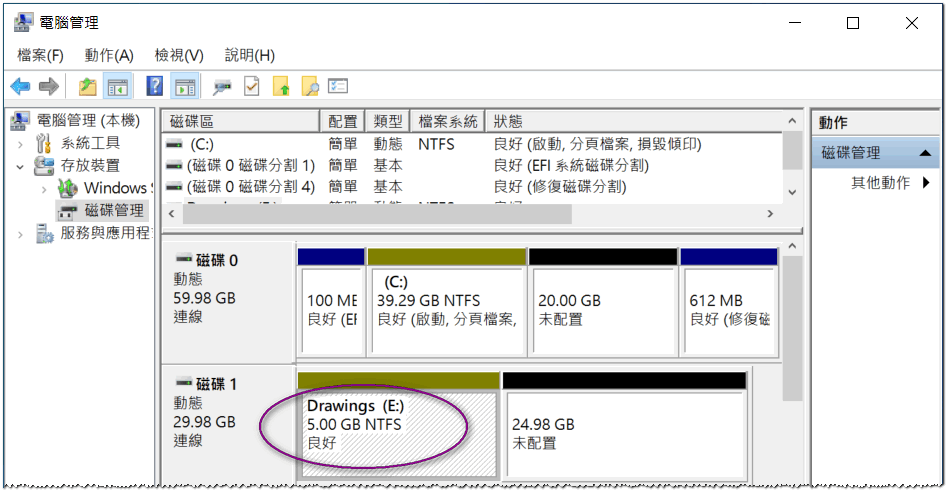 電腦管理
檔案(F) 動作(A) 檢視(V) 說明(H)
電腦管理 (本機)
系統工具
存放裝置
Windows S
磁碟管理
服務與應用程
磁碟區 配置 類型 檔案系統 狀態
(C:) 簡單 動態 NTFS 良好 (啟動, 分頁檔案, 損毀傾印)
(磁碟 0 磁碟分割 1) 簡單 基本 良好 (EFI 系統磁碟分割)
(磁碟 0 磁碟分割 4) 簡單 基本 良好 (修復磁碟分割)
動作
磁碟管理
其他動作
磁碟 0
動態
59.98 GB
連線
100 ME
良好 (EF
(C:)
39.29 GB NTFS
良好 (啟動, 分頁檔案,
20.00 GB
未配置
612 MB
良好 (修復磁
磁碟 1
動態
29.98 GB
連線
Drawings (E:)
5.00 GB NTFS
良好
24.98 GB
未配置